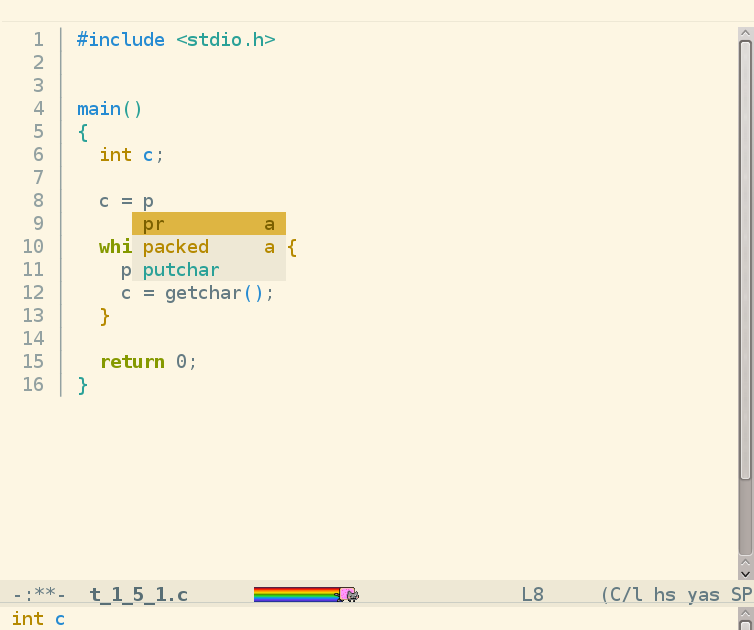 1 #include <stdio.h>
2
3
4 main()
5 {
6 int c;
7
8 c = p
9 pr a
10 whi packed a {
11 p putchar
12 c = getchar();
13 }
14
15 return 0;
16 }
-:**- t_1_5_1.c L8 (C/l hs yas SP
int c